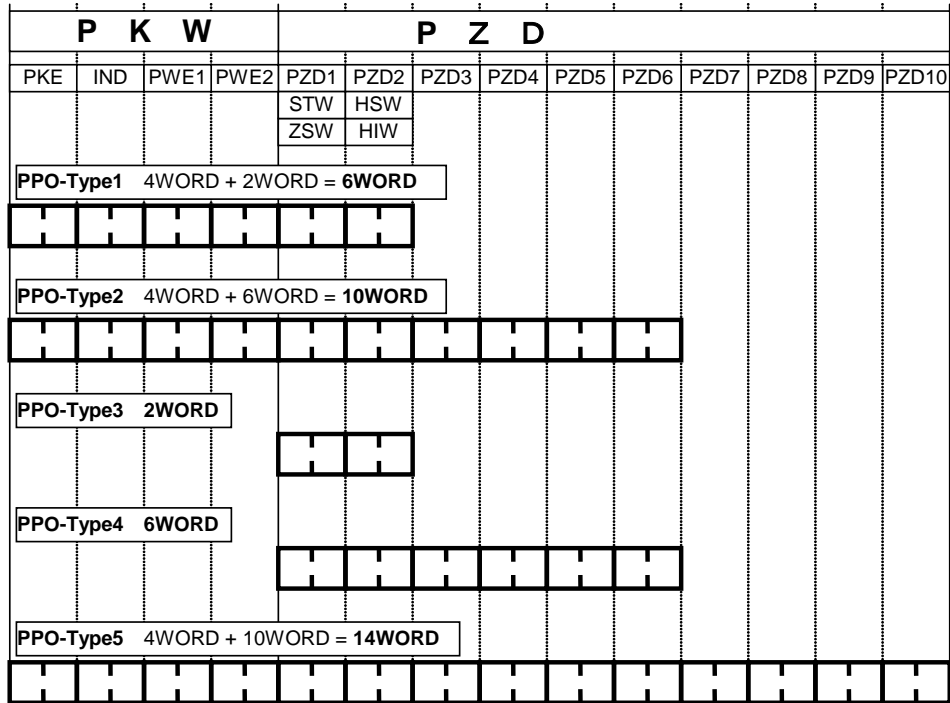 P K W P Z D
PKE IND PWE1 PWE2 PZD1 PZD2 PZD3 PZD4 PZD5 PZD6 PZD7 PZD8 PZD9 PZD10
STW HSW
ZSW HIW
PPO-Type1 4WORD + 2WORD = 6WORD
PPO-Type2 4WORD + 6WORD = 10WORD
PPO-Type3 2WORD
PPO-Type4 6WORD
PPO-Type5 4WORD + 10WORD = 14WORD